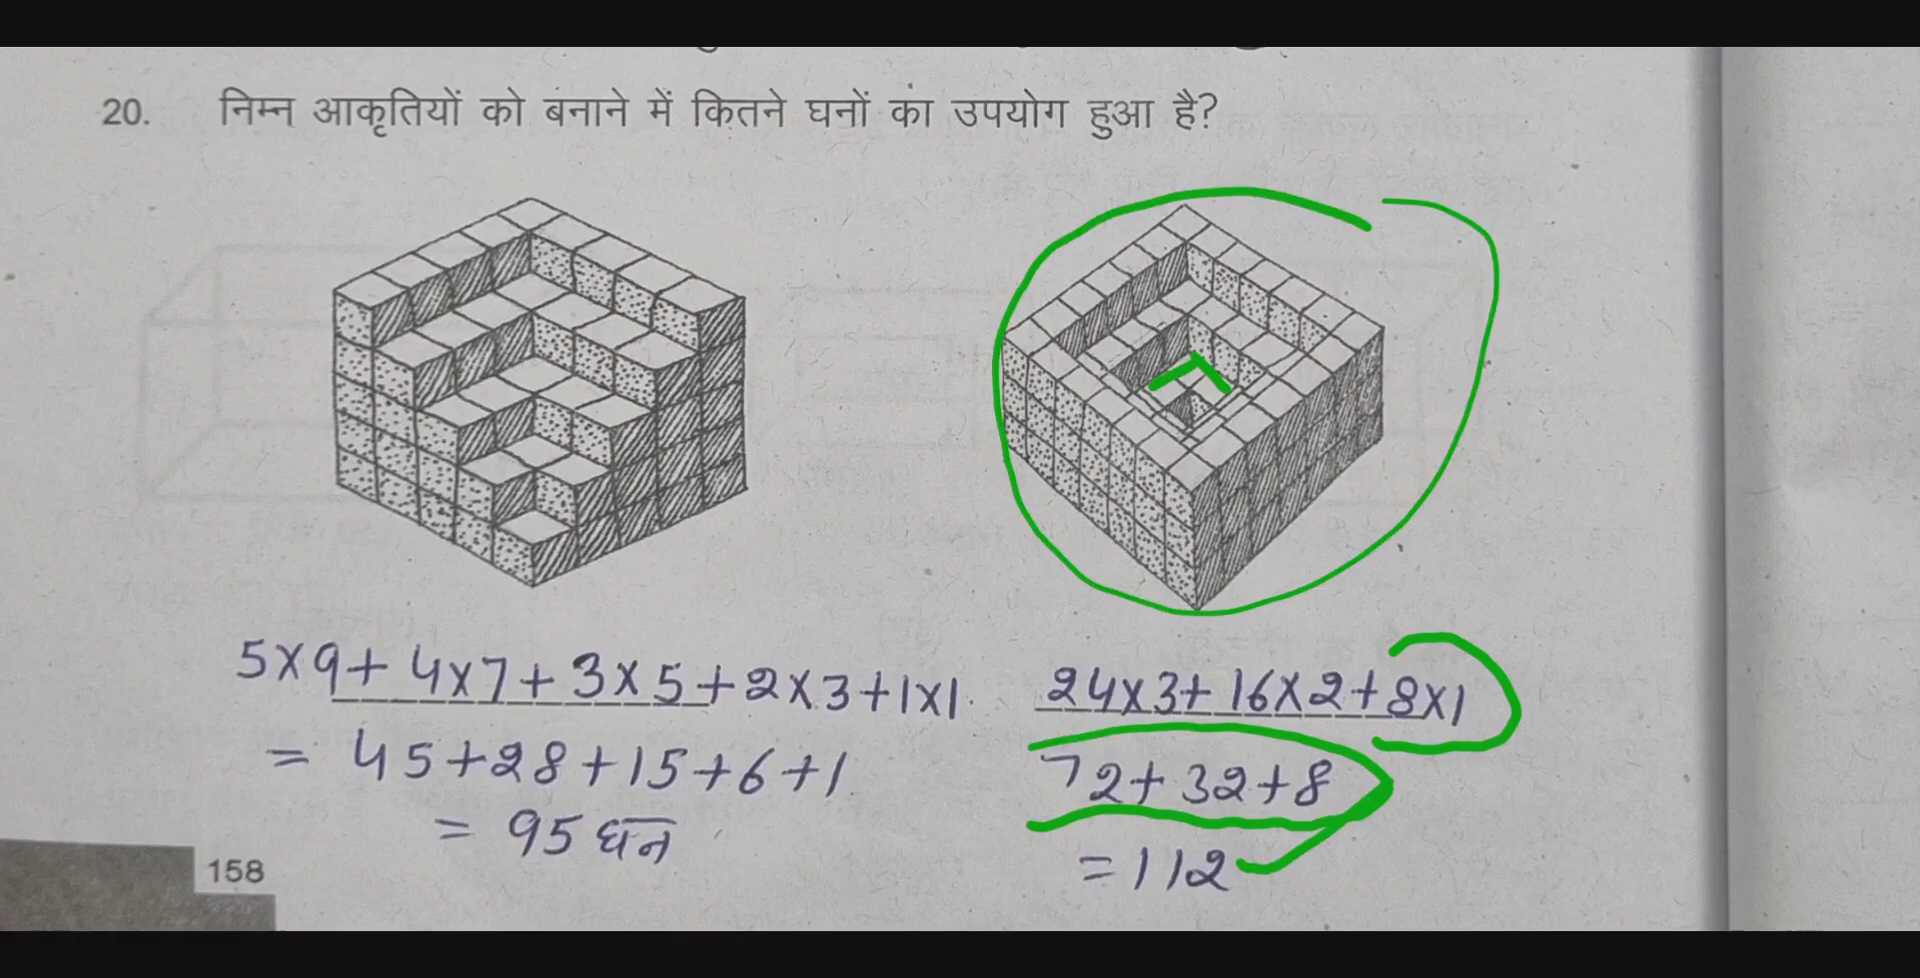 20. निम्न आकृतियों को बनाने में कितने घनों का उपयोग हुआ है?
5×9+ 4×7+ 3×5+2×3+1×1
= 45+28+15+6+1
= 95 घन
24×3+ 16×2+8×1
72+32+8
=112
158